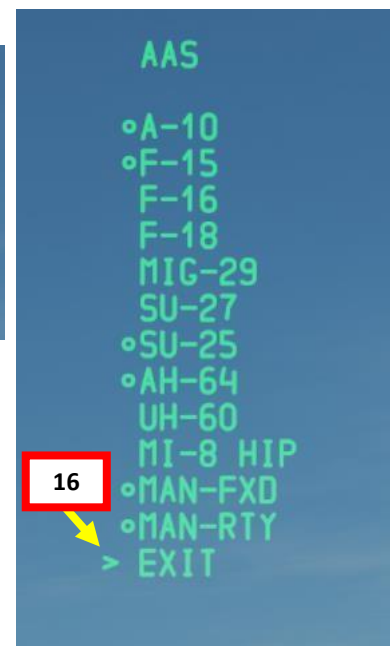 AAS
∘A-10
∘F-15
F-16
F-18
MIG-29
SU-27
∘SU-25
∘AH-64
UH-60
MI-8 HIP
∘MAN-FXD
∘MAN-RTY
> EXIT
16